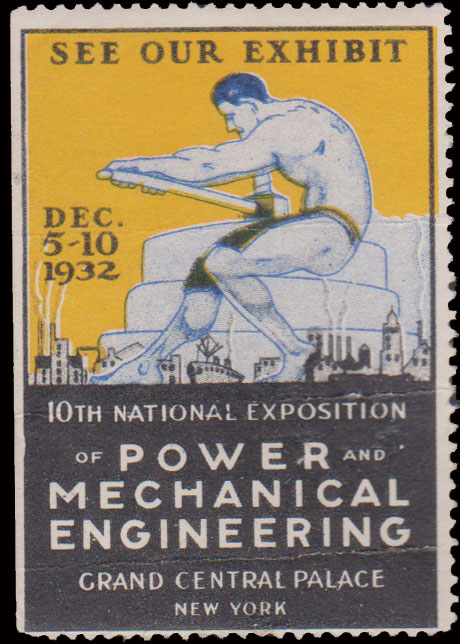 SEE OUR EXHIBIT
DEC.
5-10
1932
10TH NATIONAL EXPOSITION
OF POWER AND
MECHANICAL
ENGINEERING
GRAND CENTRAL PALACE
NEW YORK